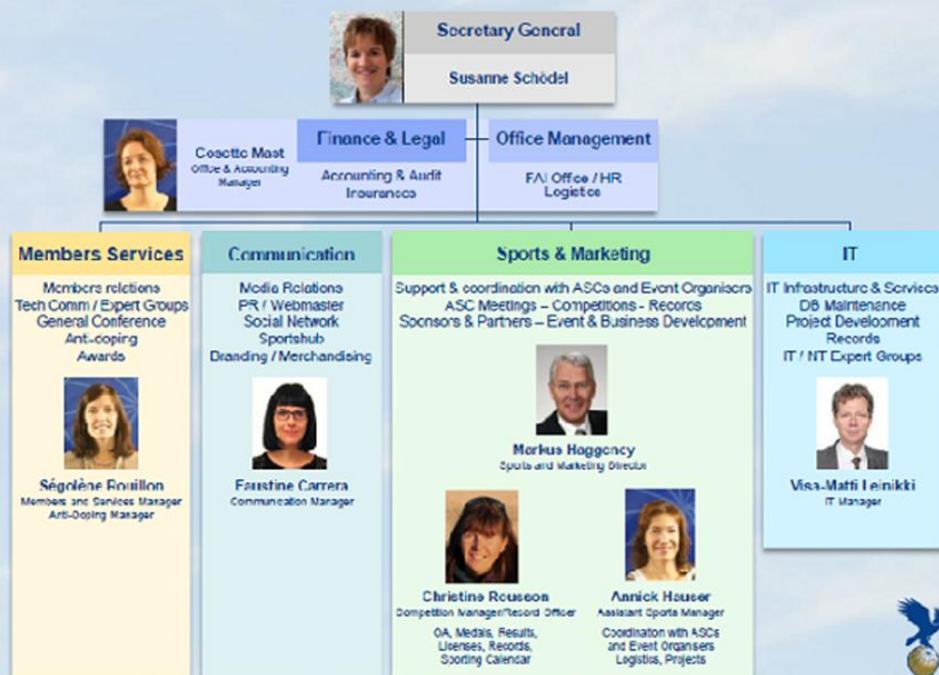 Secretary General
Susanne Schödel
Cosette Mast
Office & Accounting
Manager
Finance & Legal
Accounting & Audit
Insurances
Office Management
FAI Office / HR
Logistics
Members Services
Members relations
Tech Comm / Expert Groups
General Conference
Anti-doping
Awards
Ségolène Rouillon
Members and Services Manager
Anti-Doping Manager
Communication
Media Relations
PR / Webmaster
Social Network
Sportshub
Branding / Merchandising
Faustine Carrera
Communication Manager
Sports & Marketing
Support & coordination with ASCs and Event Organisers
ASC Meetings – Competitions - Records
Sponsors & Partners – Event & Business Development
Markus Haggeney
Sports and Marketing Director
Christine Rousson
Competition Manager/Record Officer
OA, Medals, Results,
Licenses, Records,
Sporting Calendar
Annick Hauser
Assistant Sports Manager
Coordination with ASCs
and Event Organisers
Logistics, Projects
IT
IT Infrastructure & Services
DB Maintenance
Project Development
Records
IT / NT Expert Groups
Visa-Matti Leinikki
IT Manager